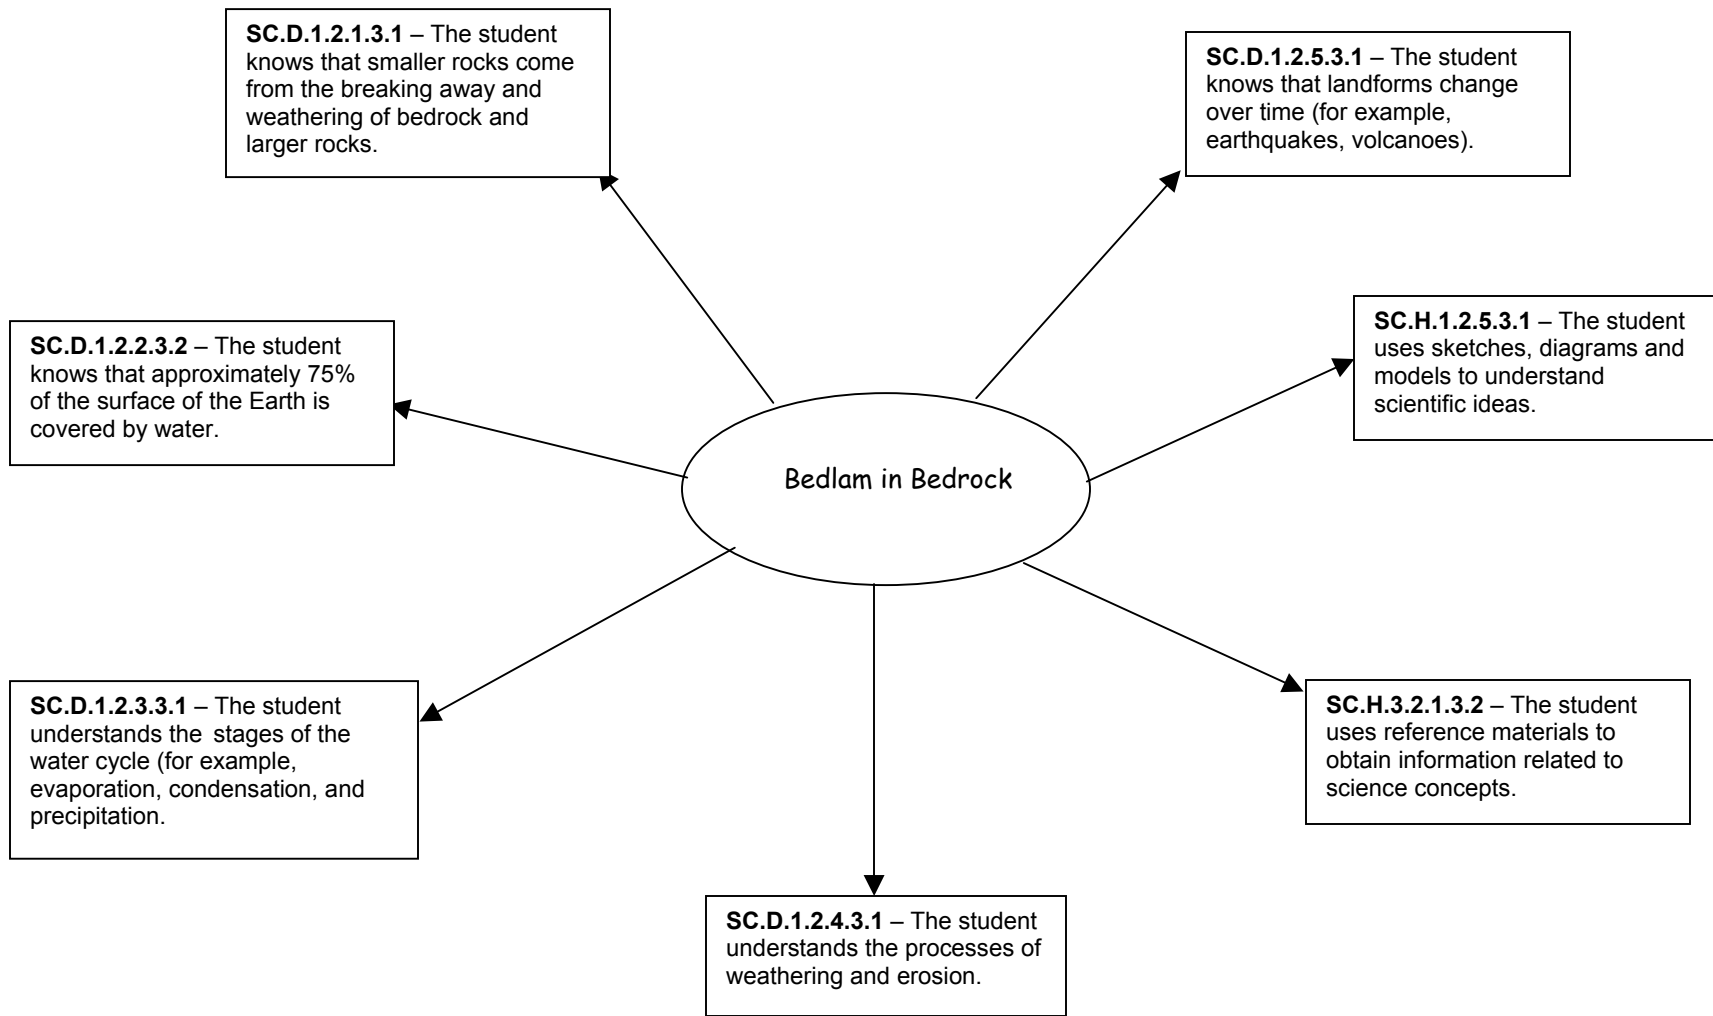 SC.D.1.2.1.3.1 – The student
knows that smaller rocks come
from the breaking away and
weathering of bedrock and
larger rocks.
SC.D.1.2.5.3.1 – The student
knows that landforms change
over time (for example,
earthquakes, volcanoes).
SC.D.1.2.2.3.2 – The student
knows that approximately 75%
of the surface of the Earth is
covered by water.
SC.H.1.2.5.3.1 – The student
uses sketches, diagrams and
models to understand
scientific ideas.
Bedlam in Bedrock
SC.D.1.2.3.3.1 – The student
understands the stages of the
water cycle (for example,
evaporation, condensation, and
precipitation.
SC.H.3.2.1.3.2 – The student
uses reference materials to
obtain information related to
science concepts.
SC.D.1.2.4.3.1 – The student
understands the processes of
weathering and erosion.